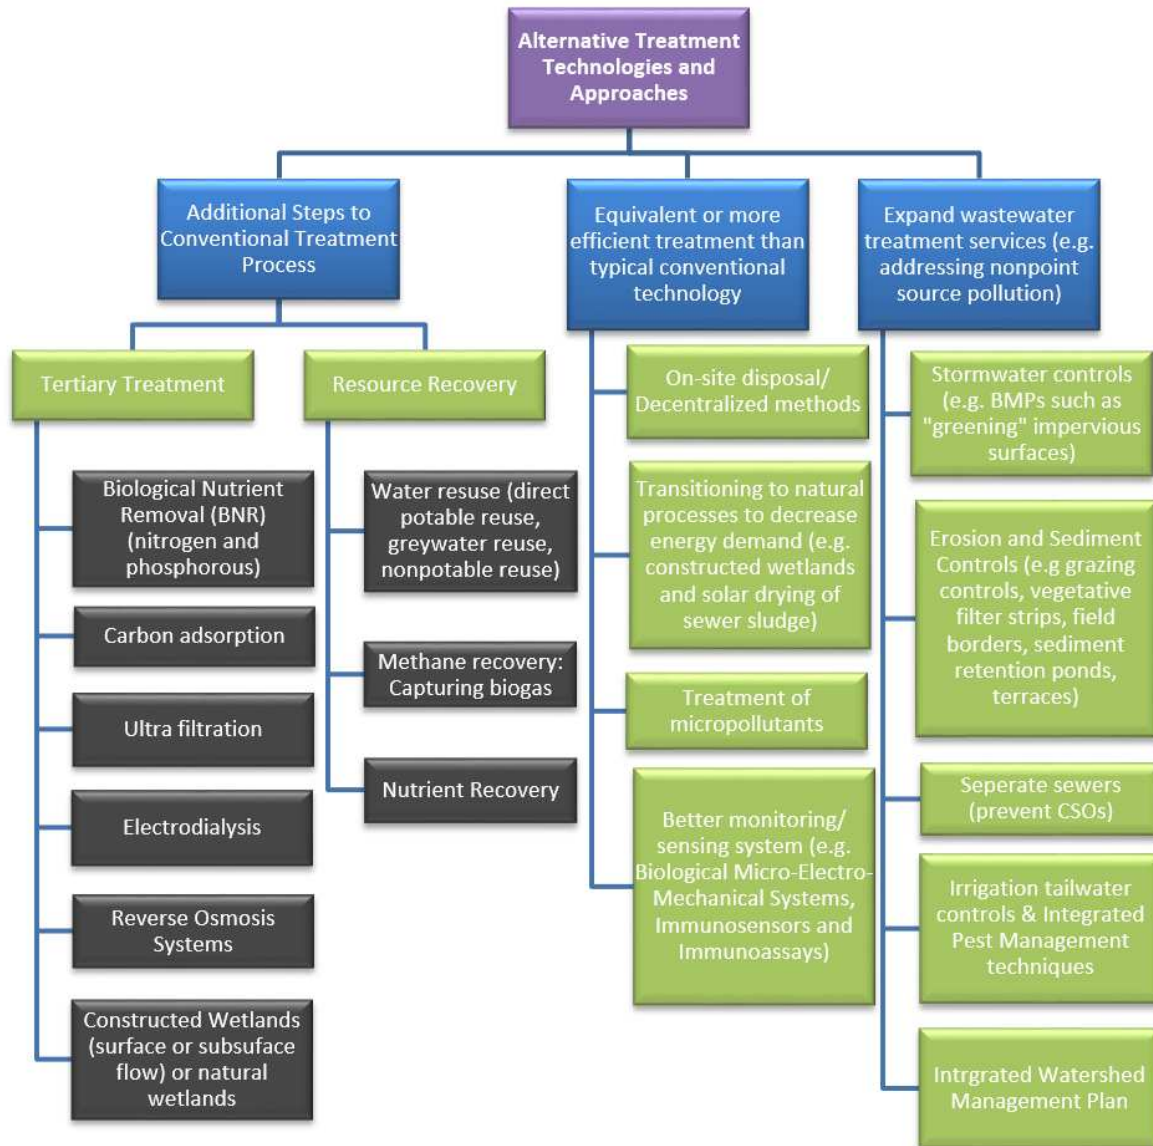 Alternative Treatment
Technologies and
Approaches
Additional Steps to
Conventional Treatment
Process
Equivalent or more
efficient treatment than
typical conventional
technology
Expand wastewater
treatment services (e.g.
addressing nonpoint
source pollution)
Tertiary Treatment
Resource Recovery
Biological Nutrient
Removal (BNR)
(nitrogen and
phosphorous)
Carbon adsorption
Ultra filtration
Electrodialysis
Reverse Osmosis
Systems
Constructed Wetlands
(surface or subsuface
flow) or natural
wetlands
Water resuse (direct
potable reuse,
greywater reuse,
nonpotable reuse)
Methane recovery:
Capturing biogas
Nutrient Recovery
On-site disposal/
Decentralized methods
Transitioning to natural
processes to decrease
energy demand (e.g.
constructed wetlands
and solar drying of
sewer sludge)
Treatment of
micropollutants
Better monitoring/
sensing system (e.g.
Biological Micro-Electro-
Mechanical Systems,
Immunosensors and
Immunoassays)
Stormwater controls
(e.g. BMPs such as
"greening" impervious
surfaces)
Erosion and Sediment
Controls (e.g grazing
controls, vegetative
filter strips, field
borders, sediment
retention ponds,
terraces)
Seperate sewers
(prevent CSOs)
Irrigation tailwater
controls & Integrated
Pest Management
techniques
Intrgrated Watershed
Management Plan